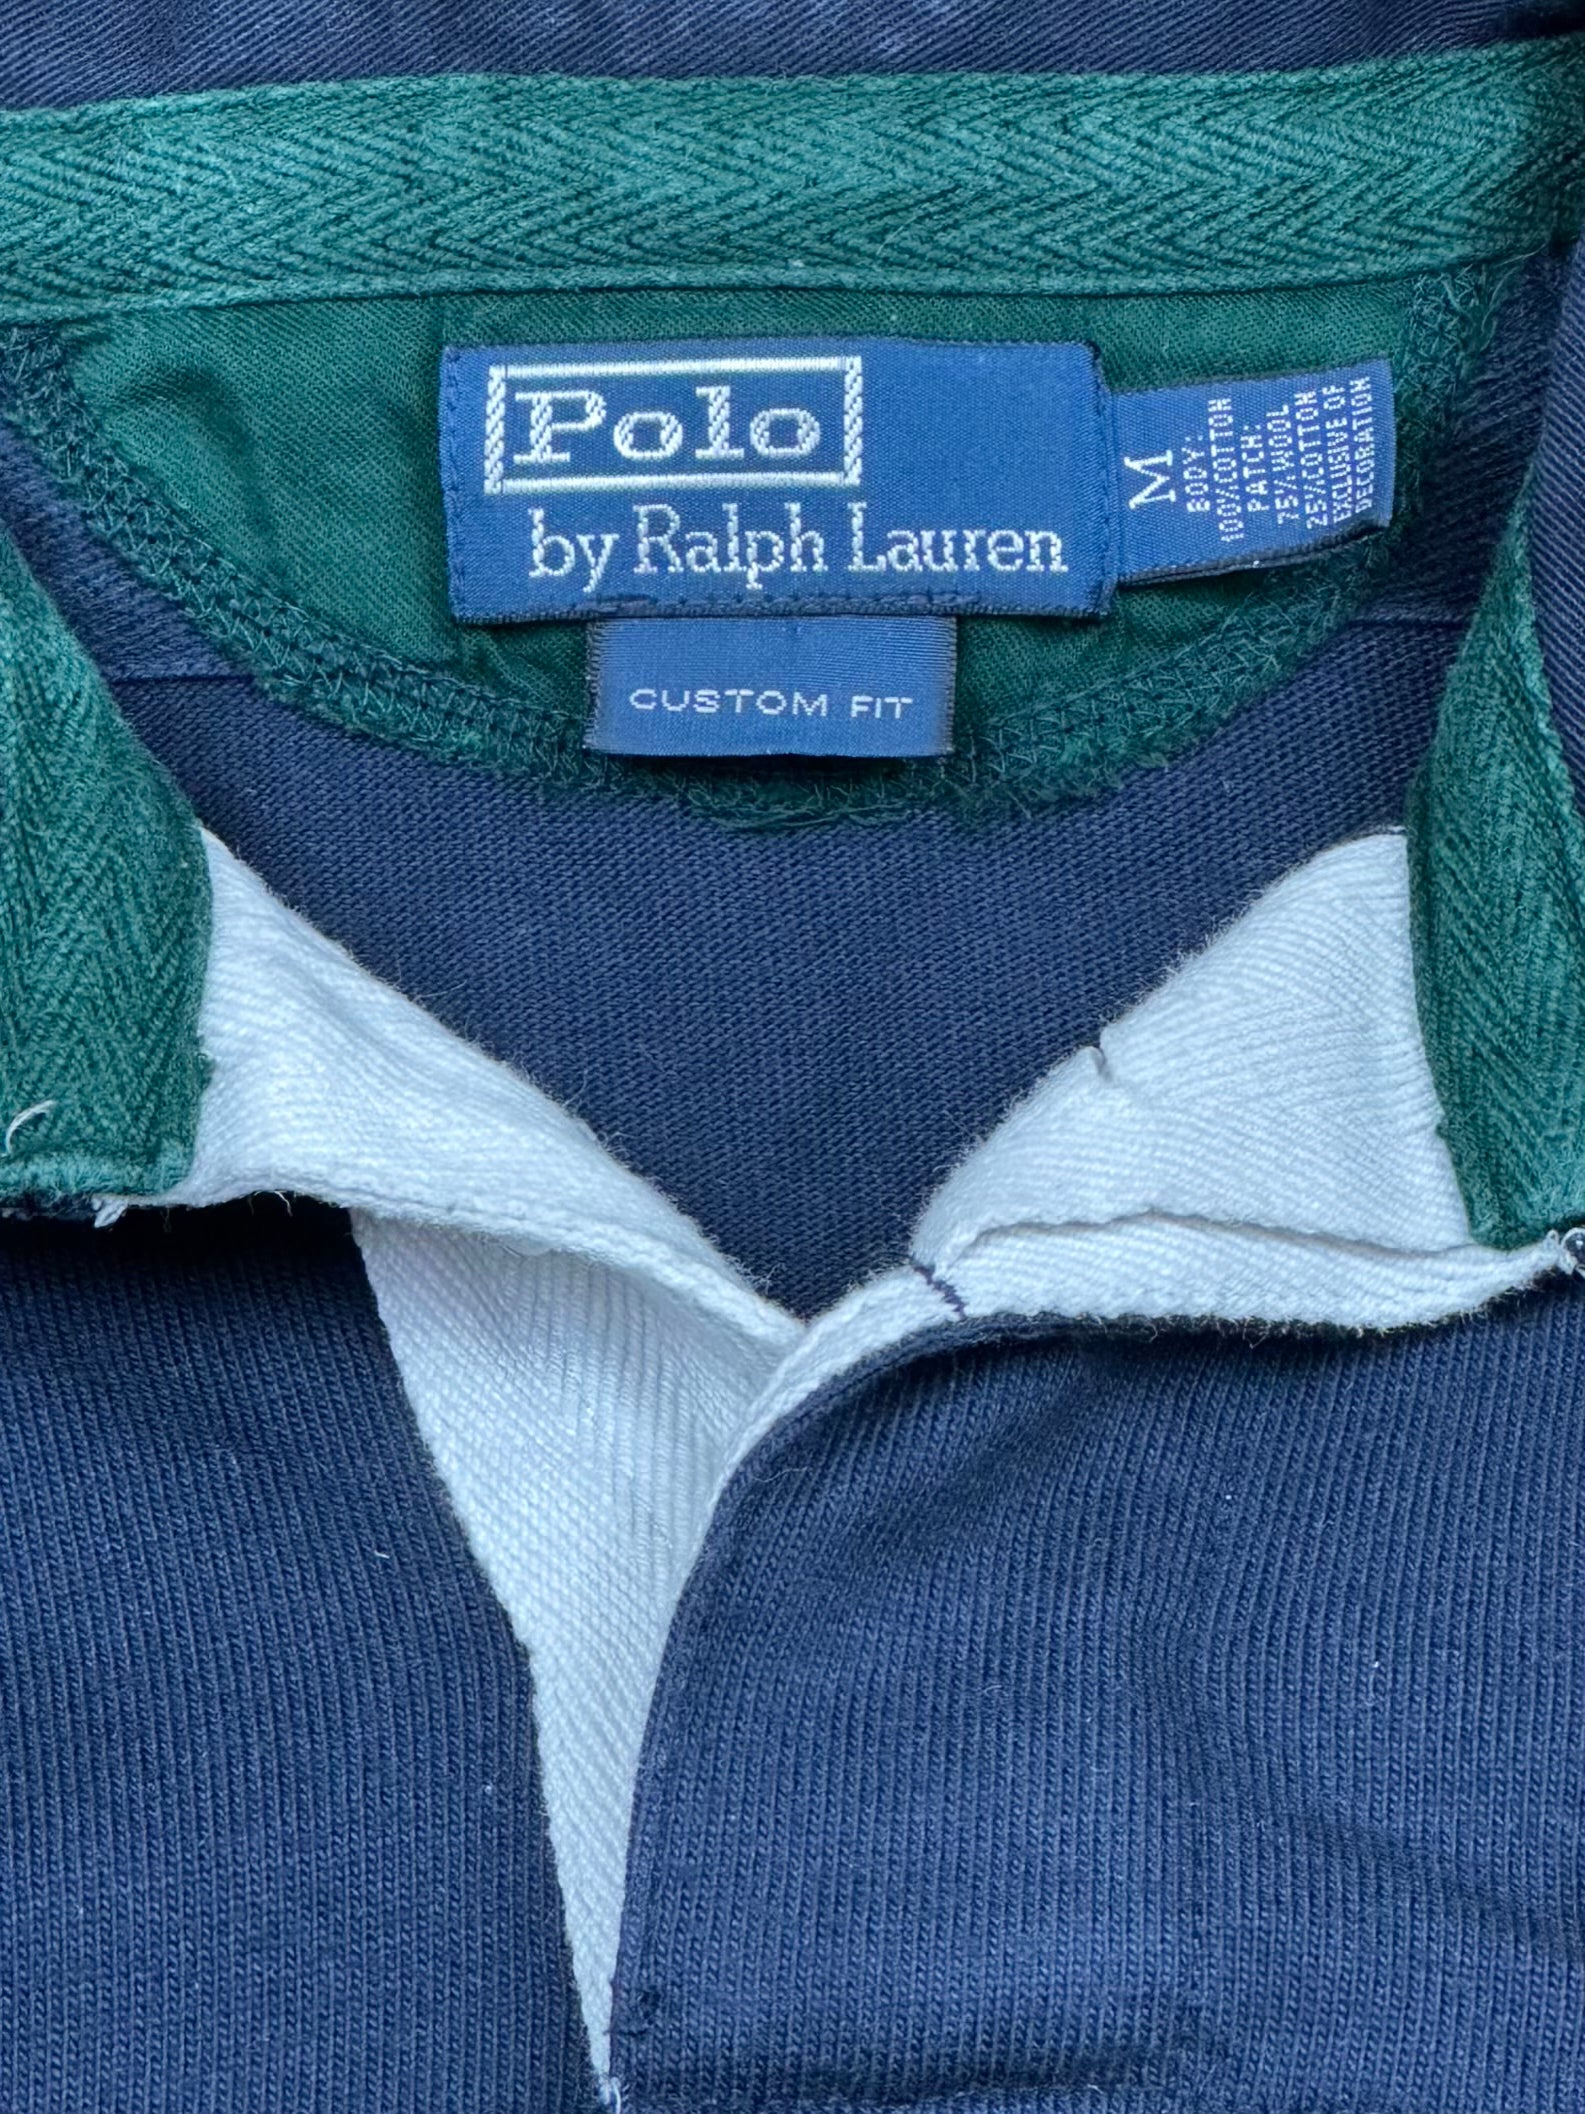 Polo
by Ralph Lauren
CUSTOM FIT
M
BODY:
100%COTTON
PATCH:
75%WOOL
25%COTTON
EXCLUSIVE OF
DECORATION